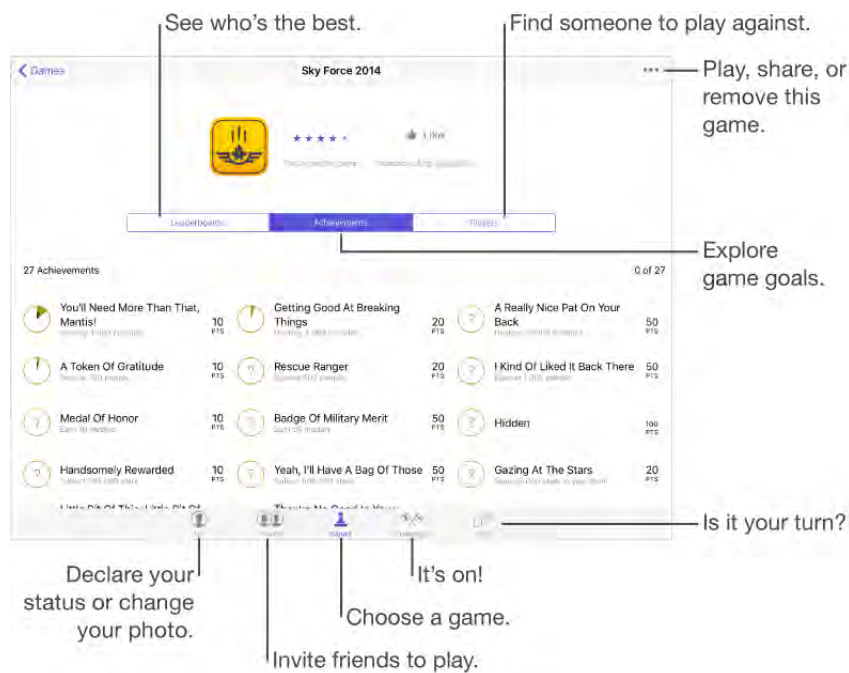 See who's the best.
Find someone to play against.
Games
Sky Force 2014
Play, share, or
remove this
game.
Like
Leaderboards
Achievements
Players
Explore
game goals.
27 Achievements
0 of 27
You'll Need More Than That,
Mantis!
10
PTS
Getting Good At Breaking
Things
20
PTS
A Really Nice Pat On Your
Back
50
PTS
A Token Of Gratitude
10
PTS
Rescue Ranger
20
PTS
I Kind Of Liked It Back There
50
PTS
Medal Of Honor
10
PTS
Badge Of Military Merit
50
PTS
Hidden
100
PTS
Handsomely Rewarded
10
PTS
Yeah, I'll Have A Bag Of Those
50
PTS
Gazing At The Stars
20
PTS
Is it your turn?
Declare your
status or change
your photo.
It's on!
Choose a game.
Invite friends to play.